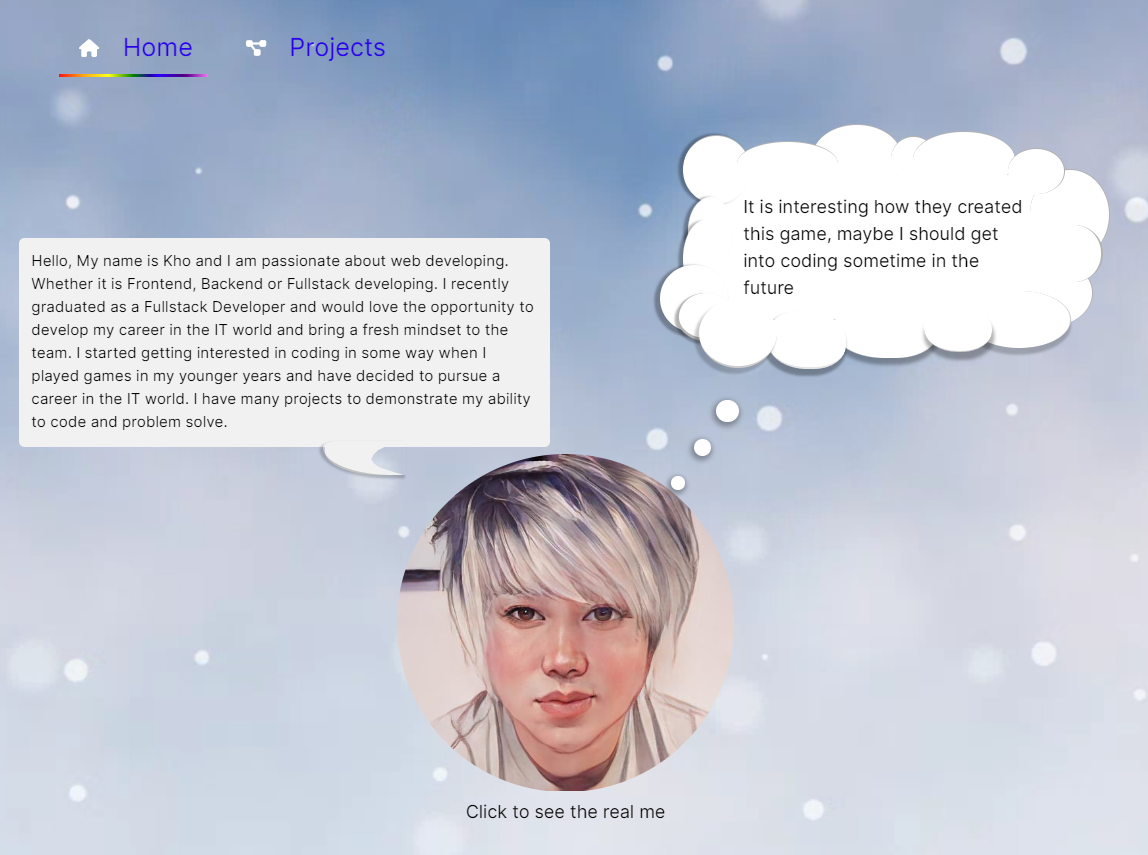 Home Projects
Hello, My name is Kho and I am passionate about web developing.
Whether it is Frontend, Backend or Fullstack developing. I recently
graduated as a Fullstack Developer and would love the opportunity to
develop my career in the IT world and bring a fresh mindset to the
team. I started getting interested in coding in some way when I
played games in my younger years and have decided to pursue a
career in the IT world. I have many projects to demonstrate my ability
to code and problem solve.
It is interesting how they created
this game, maybe I should get
into coding sometime in the
future
Click to see the real me